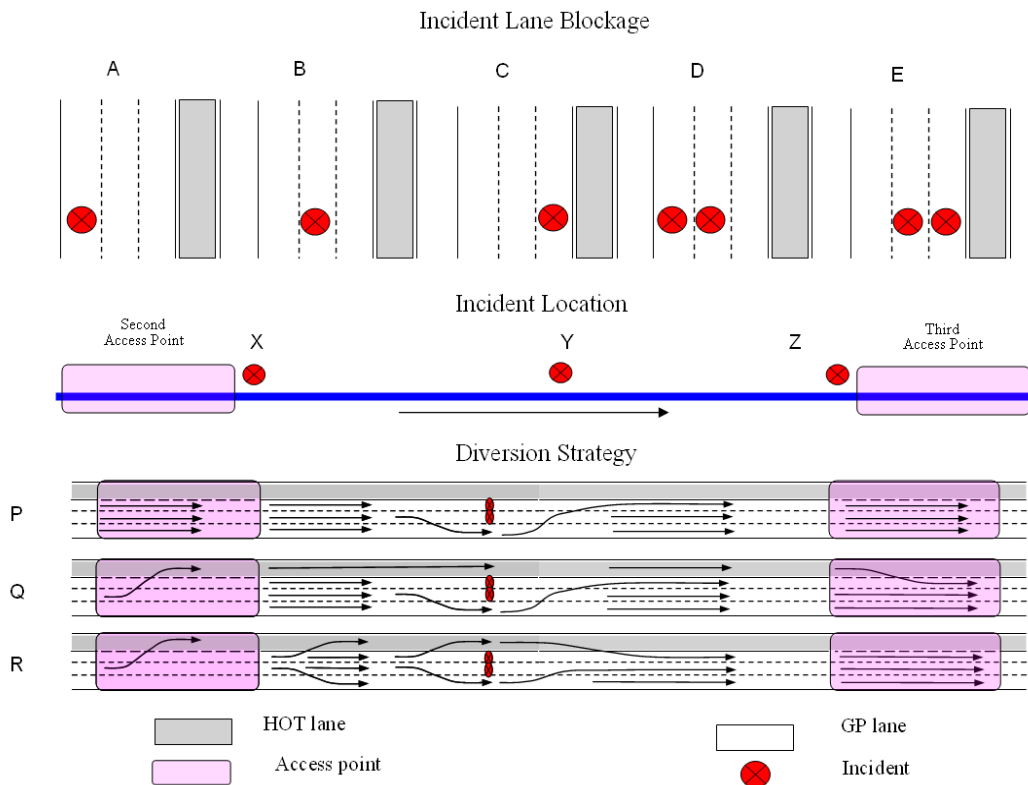 Incident Lane Blockage
A B C D E
Incident Location
Second
Access Point
X Y Z
Third
Access Point
Diversion Strategy
P
Q
R
HOT lane
GP lane
Access point
Incident